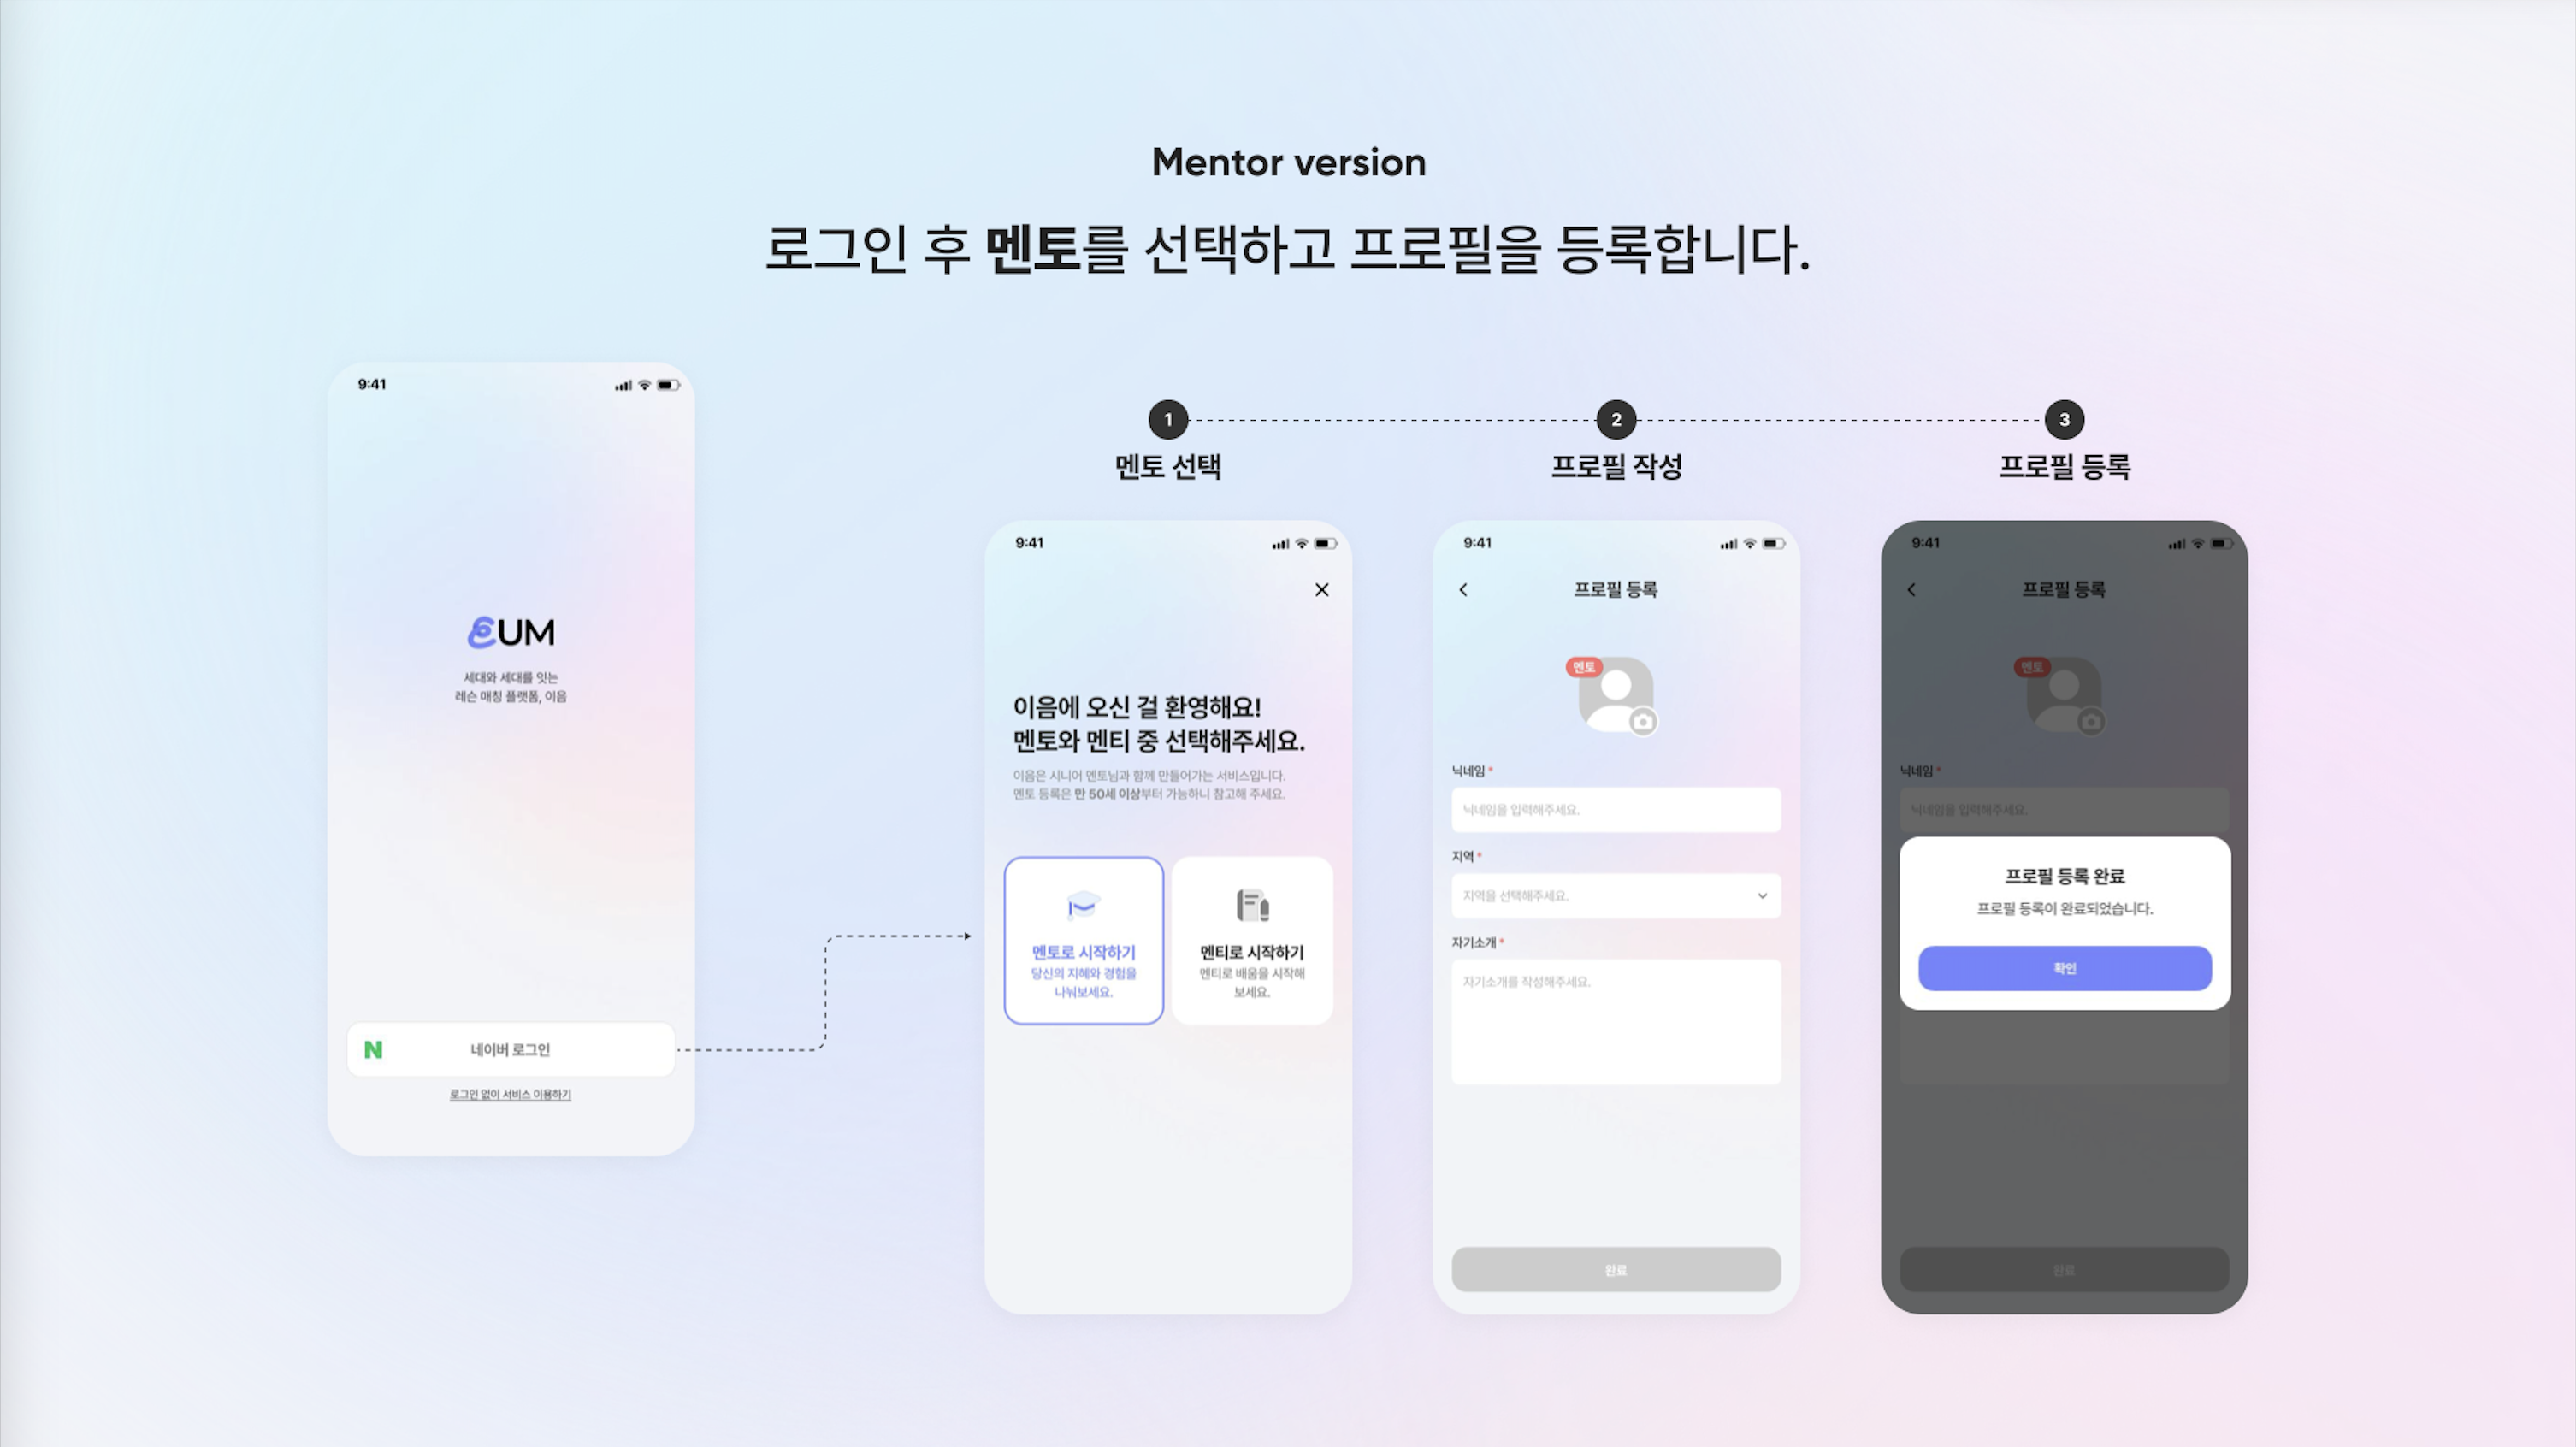 Mentor version
로그인 후 멘토를 선택하고 프로필을 등록합니다.
9:41
EUM
세대와 세대를 잇는
레슨 매칭 플랫폼, 이음
N 네이버 로그인
로그인 없이 서비스 이용하기
1
멘토 선택
9:41
이음에 오신 걸 환영해요!
멘토와 멘티 중 선택해주세요.
이음은 시니어 멘토님과 함께 만들어가는 서비스입니다.
멘토 등록은 만 50세 이상부터 가능하니 참고해 주세요.
멘토로 시작하기
당신의 지혜와 경험을
나눠보세요.
멘티로 시작하기
멘티로 배움을 시작해
보세요.
2
프로필 작성
9:41
프로필 등록
멘토
닉네임 *
닉네임을 입력해주세요.
지역 *
지역을 선택해주세요.
자기소개 *
자기소개를 작성해주세요.
완료
3
프로필 등록
9:41
프로필 등록
멘토
닉네임 *
닉네임을 입력해주세요.
프로필 등록 완료
프로필 등록이 완료되었습니다.
확인
완료